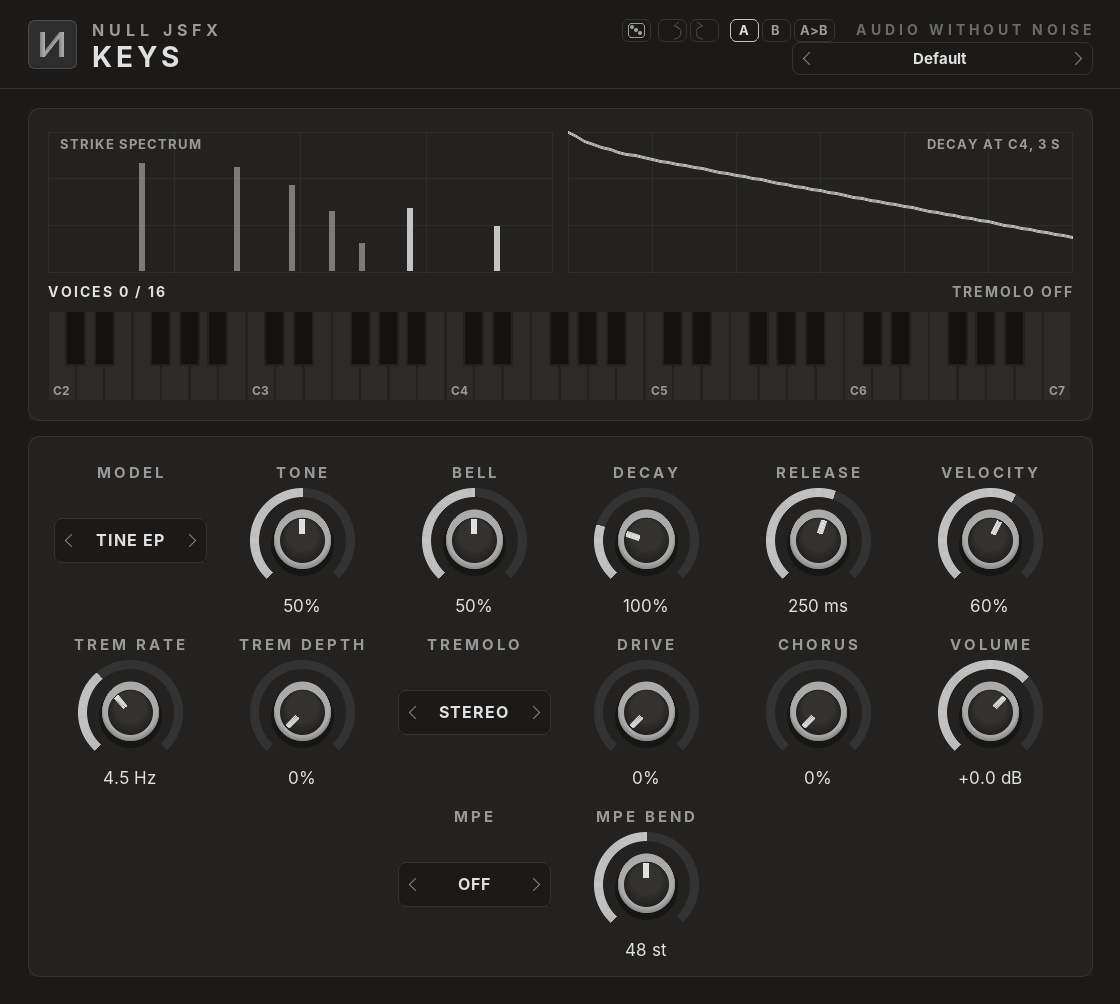 NULL JSFX
KEYS
A B A>B AUDIO WITHOUT NOISE
Default
STRIKE SPECTRUM
DECAY AT C4, 3 S
VOICES 0 / 16
TREMOLO OFF
C2 C3 C4 C5 C6 C7
MODEL TONE BELL DECAY RELEASE VELOCITY
TINE EP
50% 50% 100% 250 ms 60%
TREM RATE TREM DEPTH TREMOLO DRIVE CHORUS VOLUME
STEREO
4.5 Hz 0% 0% 0% +0.0 dB
MPE MPE BEND
OFF
48 st